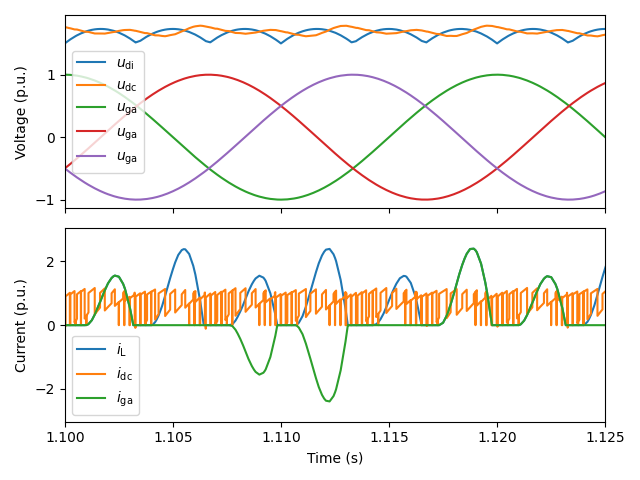 Voltage (p.u.)
1
0
−1
u_di
u_dc
u_ga
u_ga
u_ga
Current (p.u.)
2
0
−2
i_L
i_dc
i_ga
1.100 1.105 1.110 1.115 1.120 1.125
Time (s)